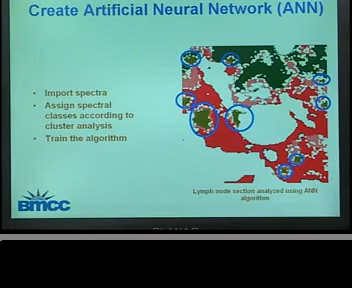 Create Artificial Neural Network (ANN)
• Import spectra
• Assign spectral
classes according to
cluster analysis
• Train the algorithm
Lymph node section analyzed using ANN
algorithm
BMCC